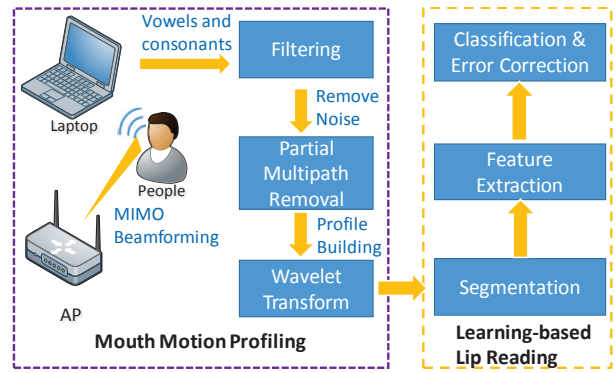 Vowels and
consonants
Filtering
Laptop
Remove
Noise
People
Partial
Multipath
Removal
MIMO
Beamforming
Profile
Building
AP
Wavelet
Transform
Mouth Motion Profiling
Classification &
Error Correction
Feature
Extraction
Segmentation
Learning-based
Lip Reading